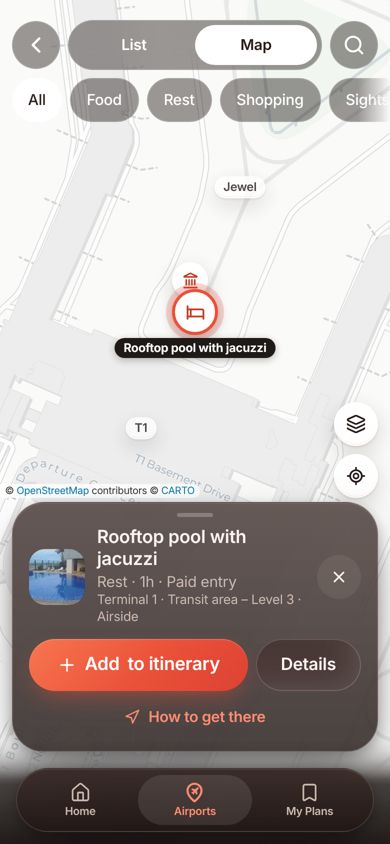 List
Map
All
Food
Rest
Shopping
Sights
Jewel
Rooftop pool with jacuzzi
T1
Departure
T1 Basement Drive
© OpenStreetMap contributors © CARTO
Rooftop pool with
jacuzzi
Rest · 1h · Paid entry
Terminal 1 · Transit area – Level 3 ·
Airside
Add to itinerary
Details
How to get there
Home
Airports
My Plans